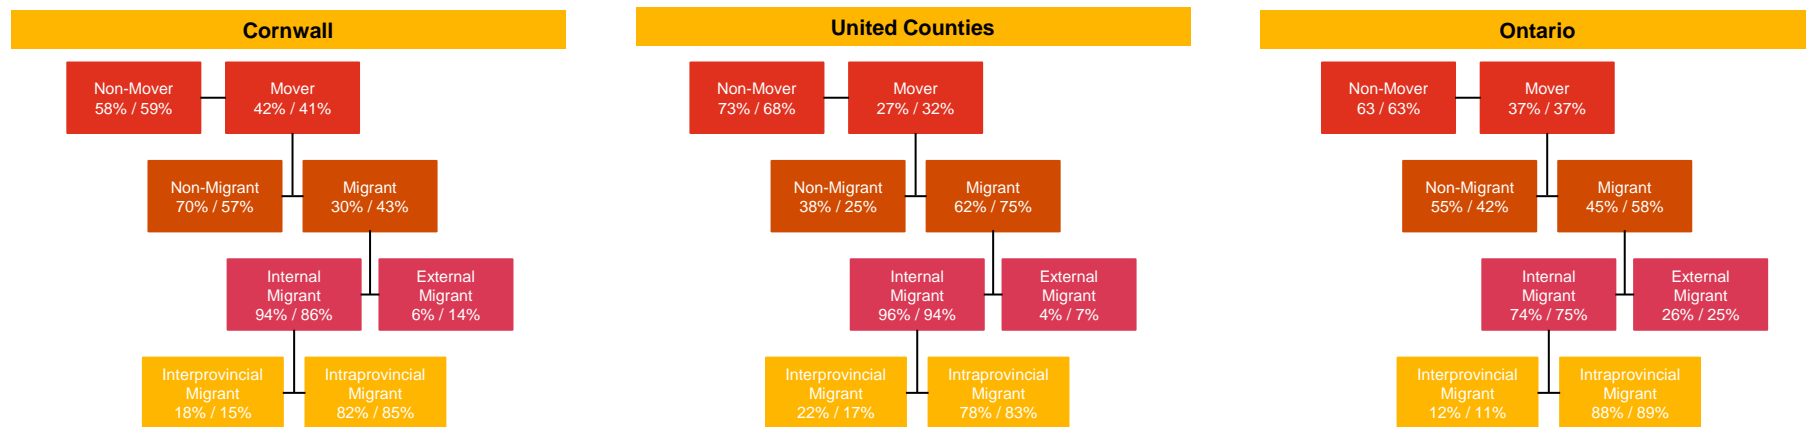 Cornwall
Non-Mover
58% / 59%
Mover
42% / 41%
Non-Migrant
70% / 57%
Migrant
30% / 43%
Internal
Migrant
94% / 86%
External
Migrant
6% / 14%
Interprovincial
Migrant
18% / 15%
Intraprovincial
Migrant
82% / 85%
United Counties
Non-Mover
73% / 68%
Mover
27% / 32%
Non-Migrant
38% / 25%
Migrant
62% / 75%
Internal
Migrant
96% / 94%
External
Migrant
4% / 7%
Interprovincial
Migrant
22% / 17%
Intraprovincial
Migrant
78% / 83%
Ontario
Non-Mover
63 / 63%
Mover
37% / 37%
Non-Migrant
55% / 42%
Migrant
45% / 58%
Internal
Migrant
74% / 75%
External
Migrant
26% / 25%
Interprovincial
Migrant
12% / 11%
Intraprovincial
Migrant
88% / 89%